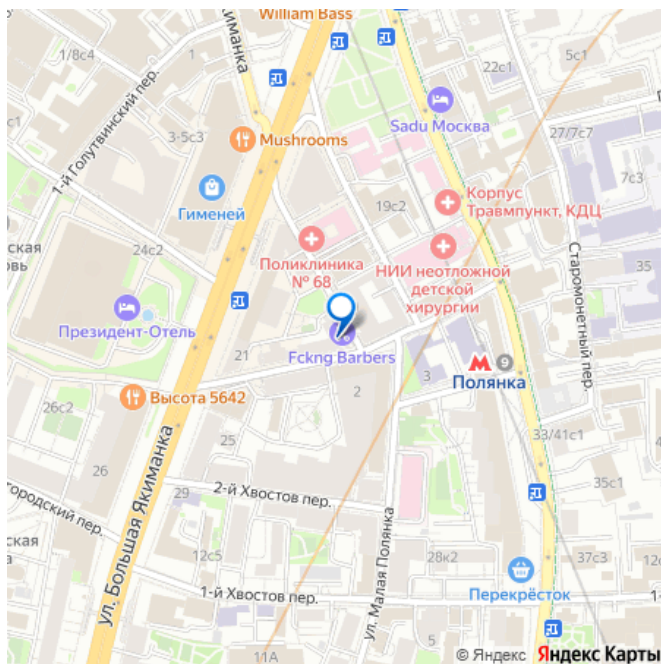 William Bass
1/8с4
1
Якиманка
1-й Голутвинский пер.
3-5с3
Mushrooms
22с1
5с1
Sadu Москва
27/7с7
7с3
Гименей
19с2
Корпус
Травмпункт, КДЦ
24с2
Поликлиника
№ 68
НИИ неотложной
детской
хирургии
35
Старомонетный пер.
Президент-Отель
21
Fckng Barbers
3
9
Полянка
Высота 5642
2
26с2
25
33/41с1
26
ул. Большая Якиманка
29
2-й Хвостов пер.
35с1
12с5
ул. Малая Полянка
28к2
37с3
1-й Хвостов пер.
Перекрёсток
11А
© Яндекс Яндекс Карты